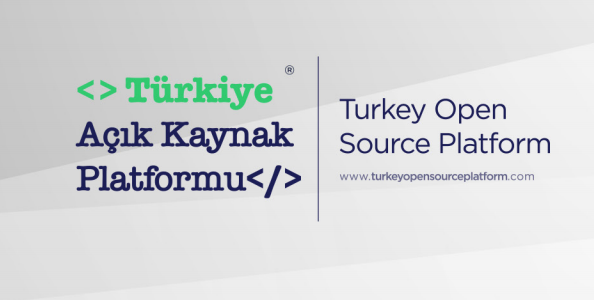 <> Türkiye ®
Açık Kaynak
Platformu</>
Turkey Open
Source Platform
www.turkeyopensourceplatform.com